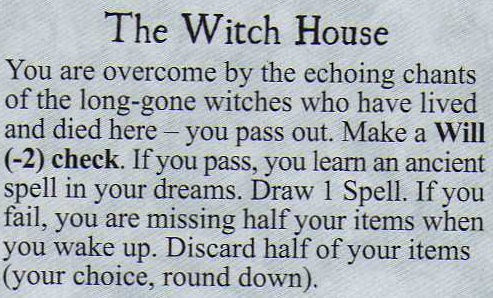 The Witch House
You are overcome by the echoing chants
of the long-gone witches who have lived
and died here – you pass out. Make a Will
(-2) check. If you pass, you learn an ancient
spell in your dreams. Draw 1 Spell. If you
fail, you are missing half your items when
you wake up. Discard half of your items
(your choice, round down).